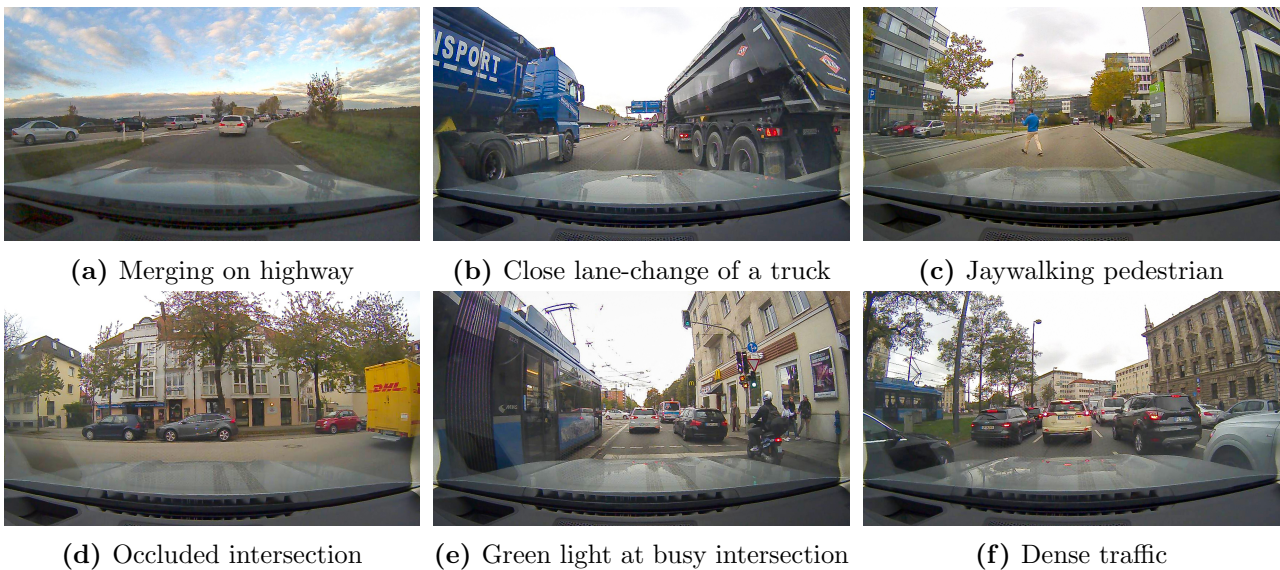 NSPORT
DHL
(a) Merging on highway
(b) Close lane-change of a truck
(c) Jaywalking pedestrian
(d) Occluded intersection
(e) Green light at busy intersection
(f) Dense traffic